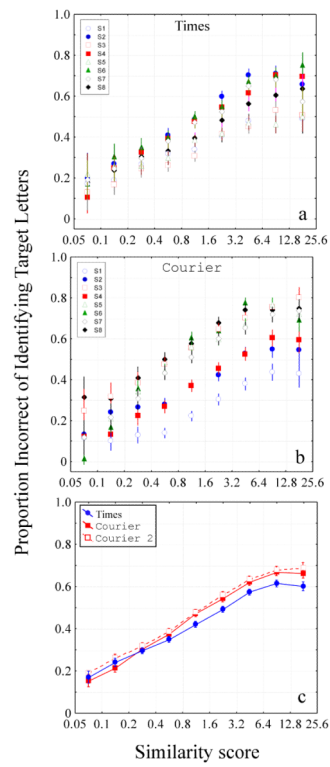 Proportion Incorrect of Identifying Target Letters
1
0.8
0.6
0.4
0.2
0
S1
S2
S3
S4
S5
S6
S7
S8
Times
a
0.05 0.1 0.2 0.4 0.8 1.6 3.2 6.4 12.8 25.6
1.0
0.8
0.6
0.4
0.2
0
S1
S2
S3
S4
S5
S6
S7
S8
Courier
b
0.05 0.1 0.2 0.4 0.8 1.6 3.2 6.4 12.8 25.6
1.0
0.8
0.6
0.4
0.2
0
Times
Courier
Courier 2
c
0.05 0.1 0.2 0.4 0.8 1.6 3.2 6.4 12.8 25.6
Similarity score